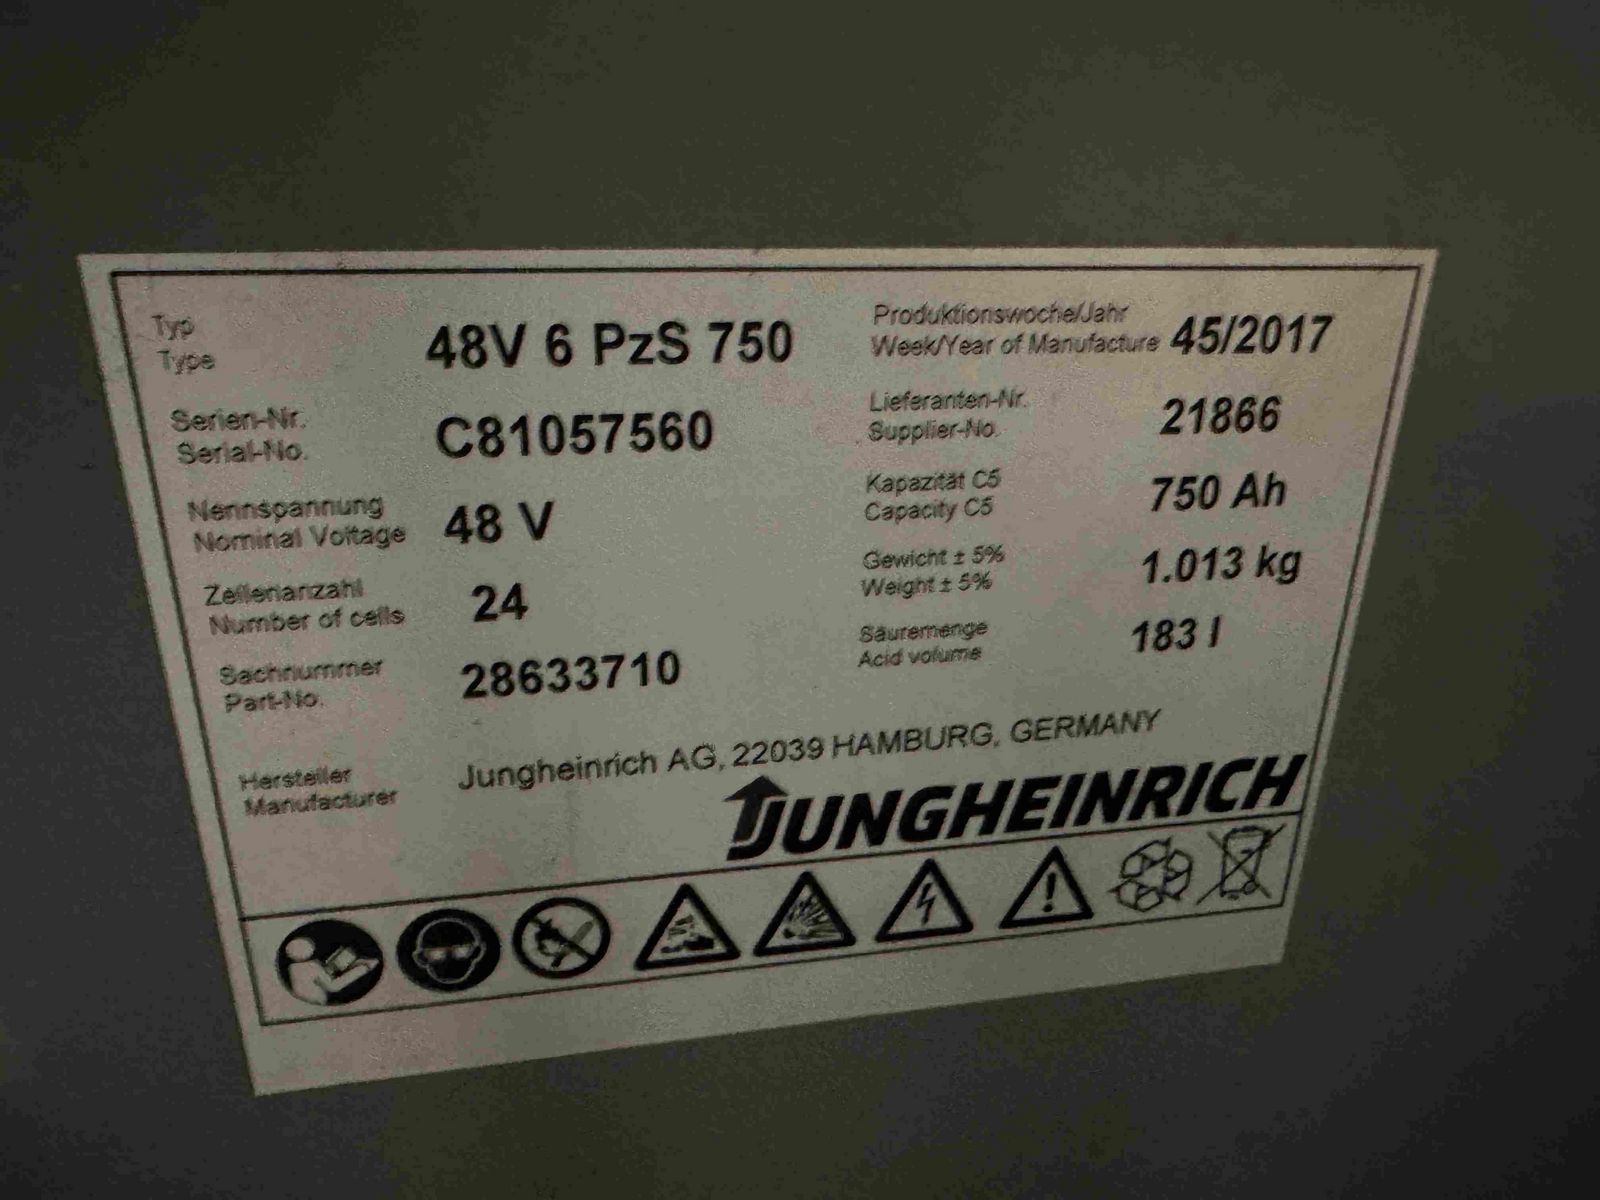 Typ
Type
48V 6 PzS 750
Produktionswoche/Jahr
Week/Year of Manufacture
45/2017
Serien-Nr.
Serial-No.
C81057560
Lieferanten-Nr.
Supplier-No.
21866
Nennspannung
Nominal Voltage
48 V
Kapazität C5
Capacity C5
750 Ah
Zellenanzahl
Number of cells
24
Gewicht ± 5%
Weight ± 5%
1.013 kg
Sachnummer
Part-No.
28633710
Säuremenge
Acid volume
183 l
Hersteller
Manufacturer
Jungheinrich AG, 22039 HAMBURG, GERMANY
JUNGHEINRICH